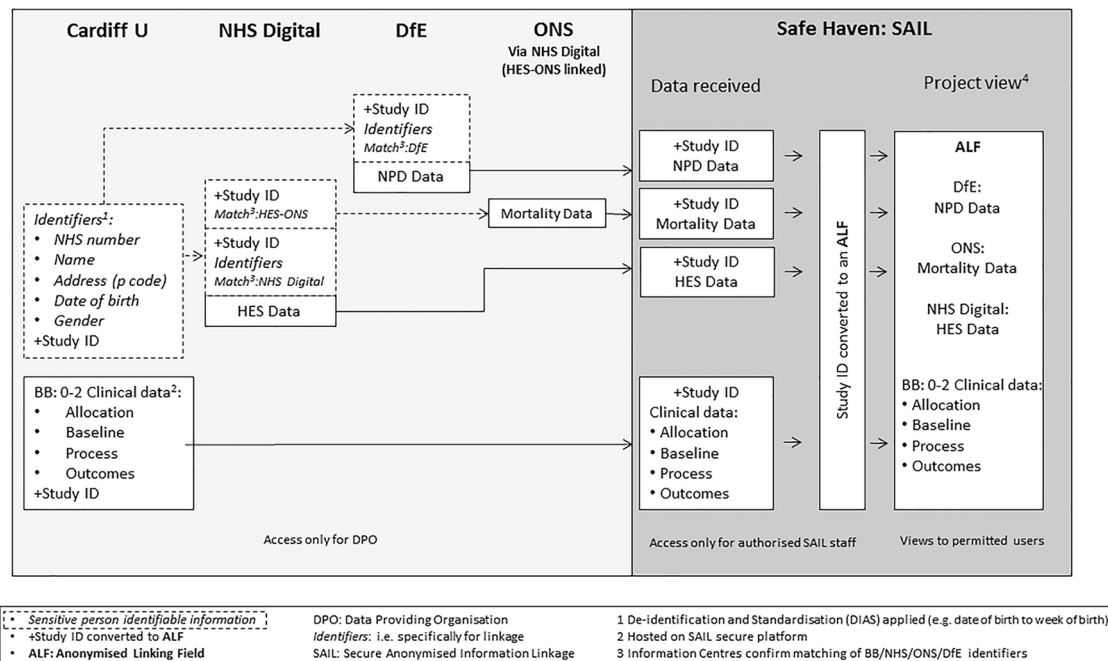 Cardiff U
NHS Digital
DfE
ONS
Via NHS Digital
(HES-ONS linked)
Safe Haven: SAIL
Data received
Project view4
+Study ID
Identifiers
Match3:DfE
NPD Data
+Study ID
Match3:HES-ONS
+Study ID
Identifiers
Match3:NHS Digital
HES Data
Mortality Data
Identifiers1:
• NHS number
• Name
• Address (p code)
• Date of birth
• Gender
+Study ID
BB: 0-2 Clinical data2:
• Allocation
• Baseline
• Process
• Outcomes
+Study ID
+Study ID
NPD Data
+Study ID
Mortality Data
+Study ID
HES Data
+Study ID
Clinical data:
• Allocation
• Baseline
• Process
• Outcomes
Study ID converted to an ALF
ALF
DfE:
NPD Data
ONS:
Mortality Data
NHS Digital:
HES Data
BB: 0-2 Clinical data:
• Allocation
• Baseline
• Process
• Outcomes
Access only for DPO
Access only for authorised SAIL staff
Views to permitted users
• Sensitive person identifiable information
• +Study ID converted to ALF
• ALF: Anonymised Linking Field
DPO: Data Providing Organisation
Identifiers: i.e. specifically for linkage
SAIL: Secure Anonymised Information Linkage
1 De-identification and Standardisation (DIAS) applied (e.g. date of birth to week of birth)
2 Hosted on SAIL secure platform
3 Information Centres confirm matching of BB/NHS/ONS/DfE identifiers